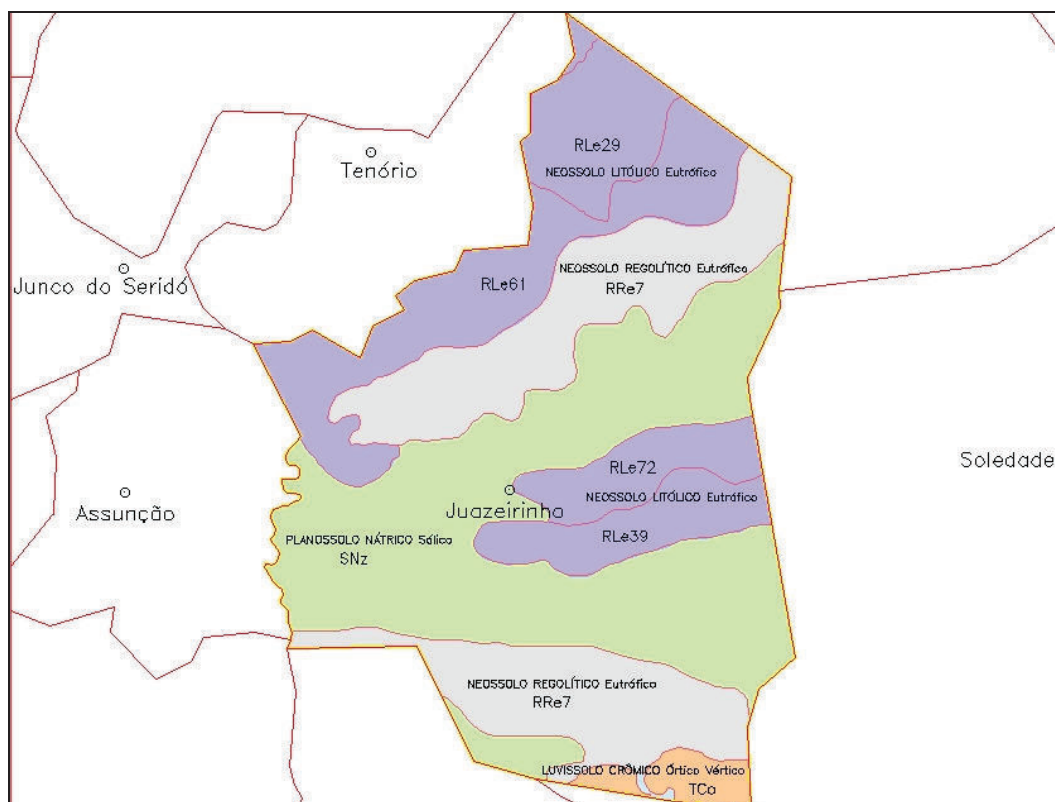 RLe29
Tenório
NEOSSOLO LITÓLICO Eutrófico
NEOSSOLO REGOLÍTICO Eutrófico
Junco do Seridó
RLe61
RRe7
Soledade
RLe72
NEOSSOLO LITÓLICO Eutrófico
Assunção
Juazeirinho
PLANOSSOLO NÁTRICO Sálico
RLe39
SNz
NEOSSOLO REGOLÍTICO Eutrófico
RRe7
LUVISSOLO CRÔMICO Órtico Vértico
TCo